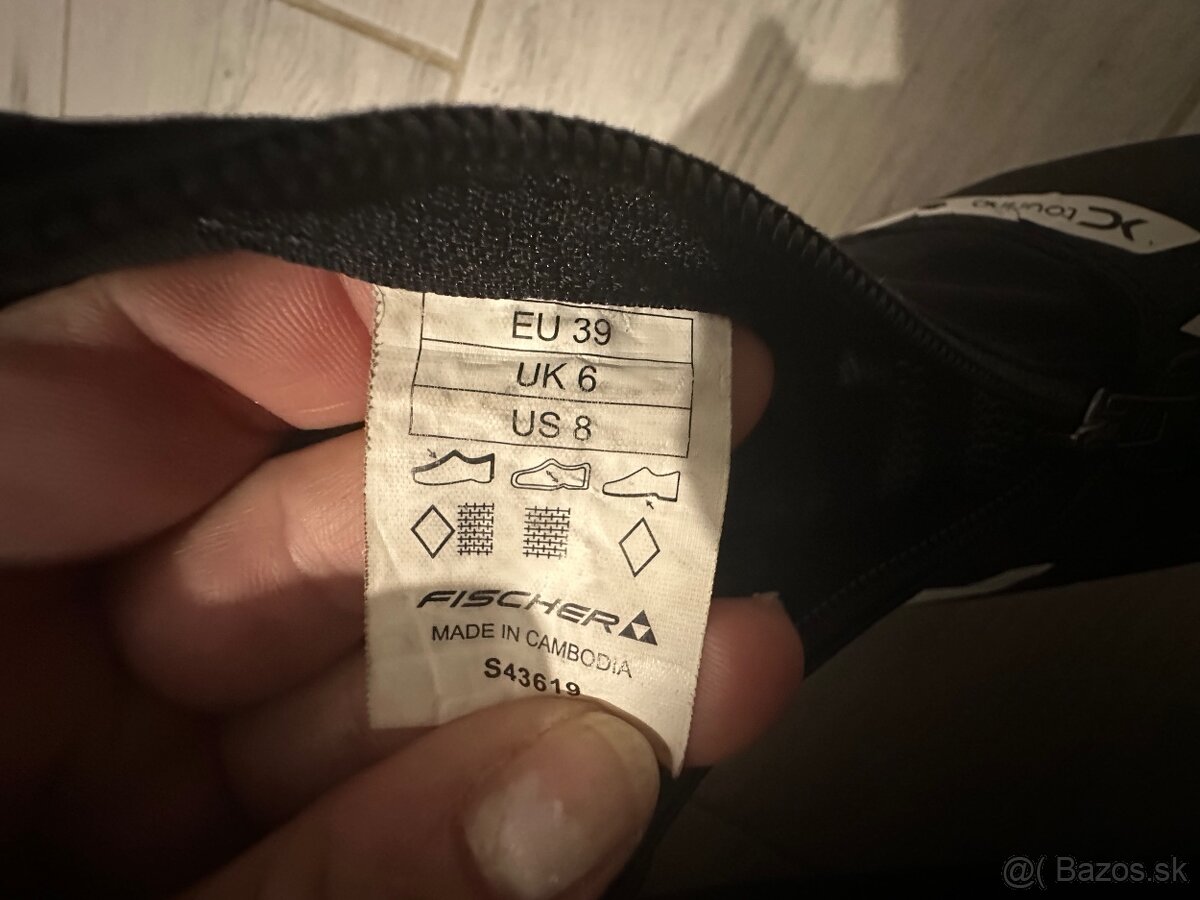 XC touring
EU 39
UK 6
US 8
FISCHER
MADE IN CAMBODIA
S43619
@( Bazos.sk